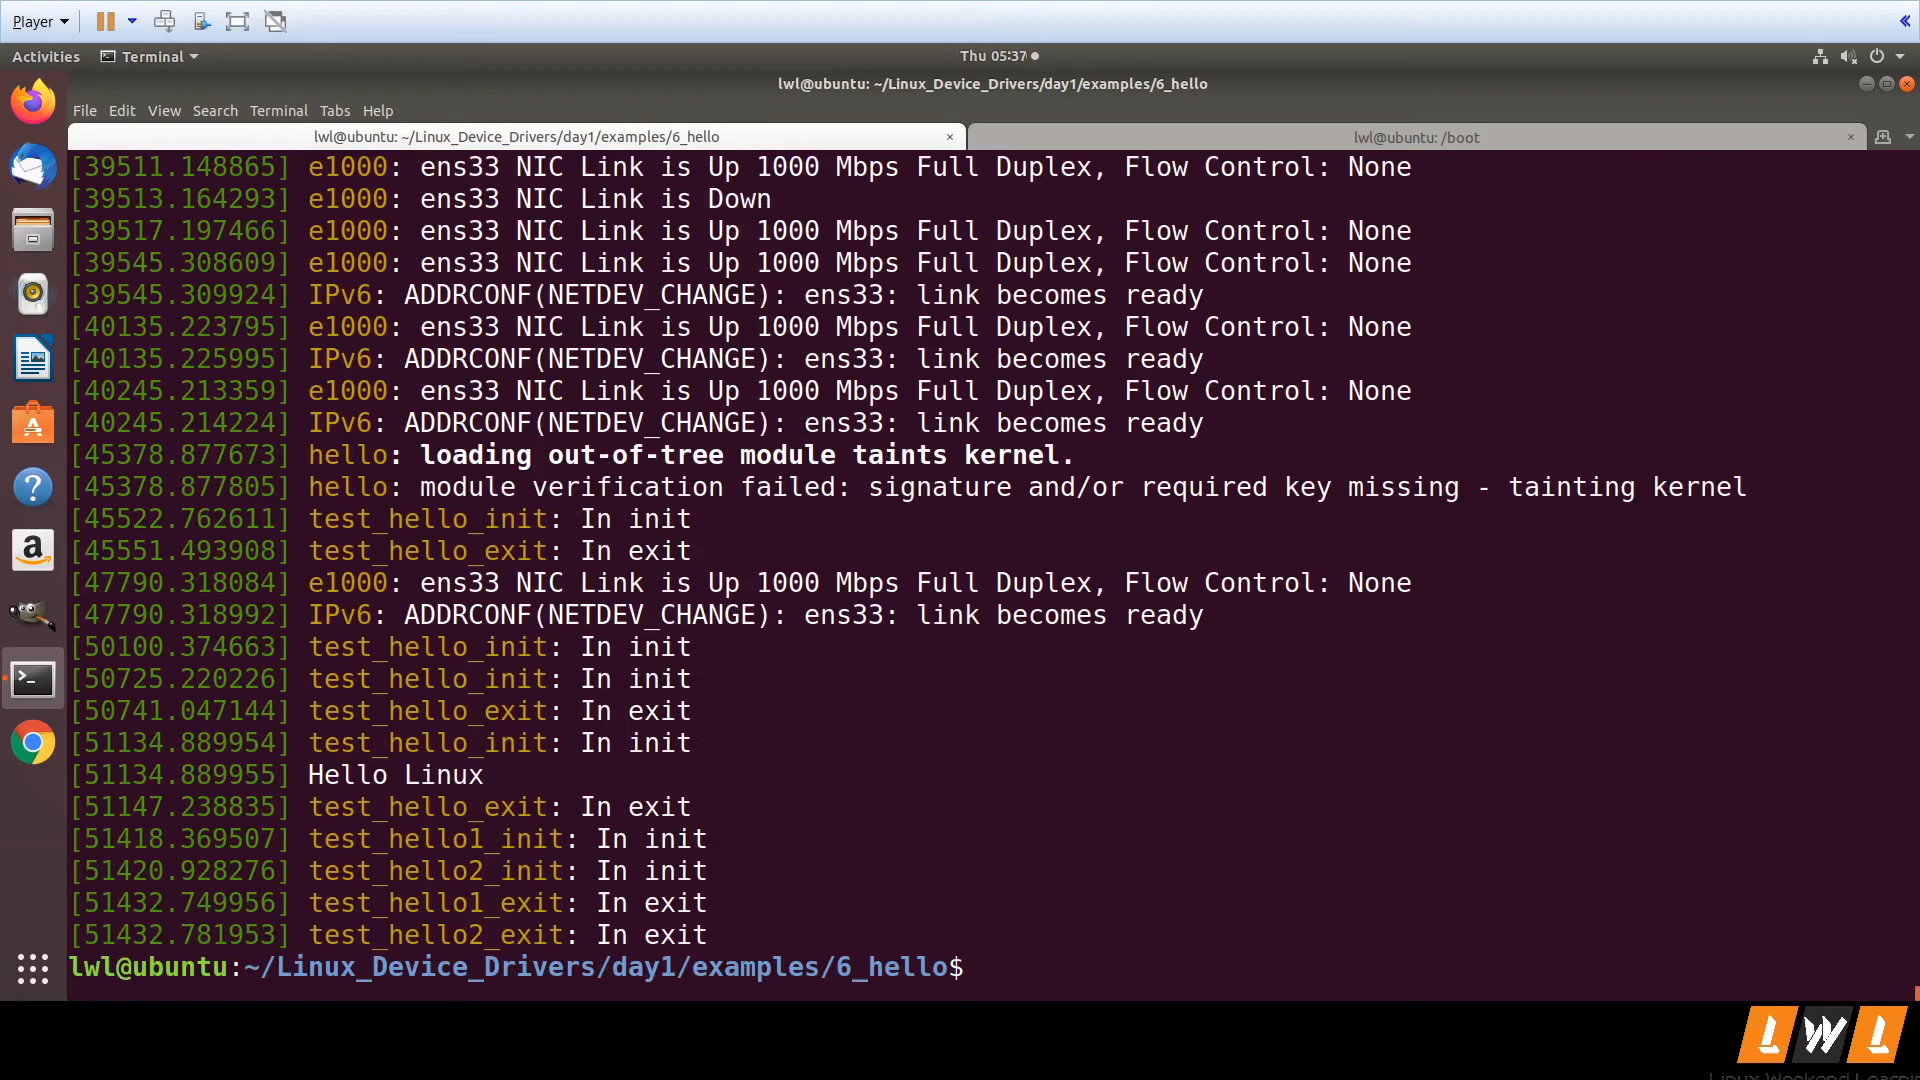 Player
Activities
Terminal
Thu 05:37
lwl@ubuntu: ~/Linux_Device_Drivers/day1/examples/6_hello
File Edit View Search Terminal Tabs Help
lwl@ubuntu: ~/Linux_Device_Drivers/day1/examples/6_hello × lwl@ubuntu: /boot ×
[39511.148865] e1000: ens33 NIC Link is Up 1000 Mbps Full Duplex, Flow Control: None
[39513.164293] e1000: ens33 NIC Link is Down
[39517.197466] e1000: ens33 NIC Link is Up 1000 Mbps Full Duplex, Flow Control: None
[39545.308609] e1000: ens33 NIC Link is Up 1000 Mbps Full Duplex, Flow Control: None
[39545.309924] IPv6: ADDRCONF(NETDEV_CHANGE): ens33: link becomes ready
[40135.223795] e1000: ens33 NIC Link is Up 1000 Mbps Full Duplex, Flow Control: None
[40135.225995] IPv6: ADDRCONF(NETDEV_CHANGE): ens33: link becomes ready
[40245.213359] e1000: ens33 NIC Link is Up 1000 Mbps Full Duplex, Flow Control: None
[40245.214224] IPv6: ADDRCONF(NETDEV_CHANGE): ens33: link becomes ready
[45378.877673] hello: loading out-of-tree module taints kernel.
[45378.877805] hello: module verification failed: signature and/or required key missing - tainting kernel
[45522.762611] test_hello_init: In init
[45551.493908] test_hello_exit: In exit
[47790.318084] e1000: ens33 NIC Link is Up 1000 Mbps Full Duplex, Flow Control: None
[47790.318992] IPv6: ADDRCONF(NETDEV_CHANGE): ens33: link becomes ready
[50100.374663] test_hello_init: In init
[50725.220226] test_hello_init: In init
[50741.047144] test_hello_exit: In exit
[51134.889954] test_hello_init: In init
[51134.889955] Hello Linux
[51147.238835] test_hello_exit: In exit
[51418.369507] test_hello1_init: In init
[51420.928276] test_hello2_init: In init
[51432.749956] test_hello1_exit: In exit
[51432.781953] test_hello2_exit: In exit
lwl@ubuntu:~/Linux_Device_Drivers/day1/examples/6_hello$
LWL